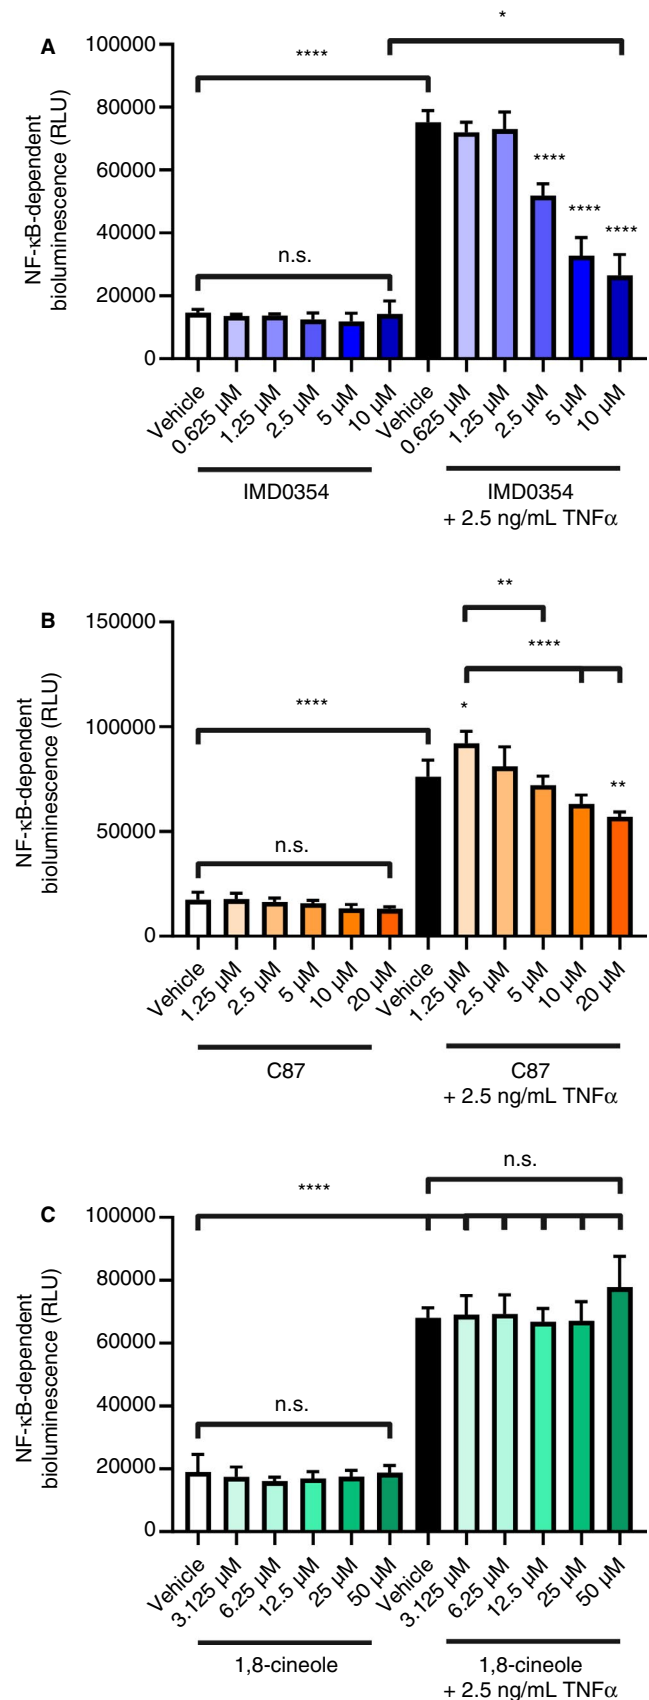 A
NF-κB-dependent
bioluminescence (RLU)
100000
80000
60000
40000
20000
0
****
*
n.s.
****
****
****
Vehicle
0.625 µM
1.25 µM
2.5 µM
5 µM
10 µM
Vehicle
0.625 µM
1.25 µM
2.5 µM
5 µM
10 µM
IMD0354
IMD0354
+ 2.5 ng/mL TNFα
B
NF-κB-dependent
bioluminescence (RLU)
150000
100000
50000
0
**
****
****
*
**
n.s.
Vehicle
1.25 µM
2.5 µM
5 µM
10 µM
20 µM
Vehicle
1.25 µM
2.5 µM
5 µM
10 µM
20 µM
C87
C87
+ 2.5 ng/mL TNFα
C
NF-κB-dependent
bioluminescence (RLU)
100000
80000
60000
40000
20000
0
n.s.
****
n.s.
Vehicle
3.125 µM
6.25 µM
12.5 µM
25 µM
50 µM
Vehicle
3.125 µM
6.25 µM
12.5 µM
25 µM
50 µM
1,8-cineole
1,8-cineole
+ 2.5 ng/mL TNFα